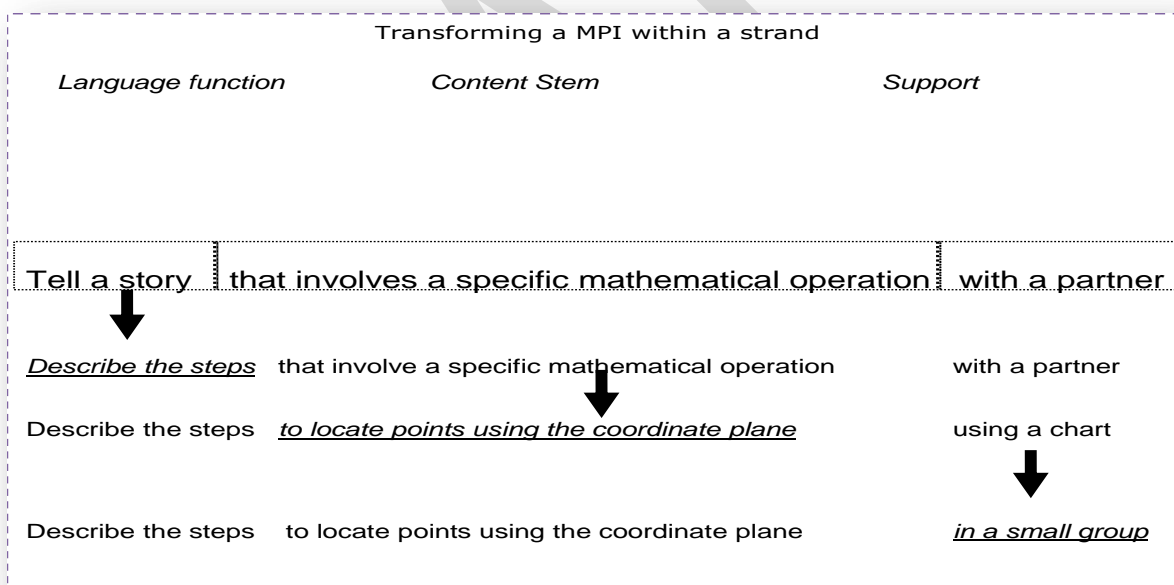 Transforming a MPI within a strand
Language function Content Stem Support
Tell a story that involves a specific mathematical operation with a partner
Describe the steps that involve a specific mathematical operation with a partner
Describe the steps to locate points using the coordinate plane using a chart
Describe the steps to locate points using the coordinate plane in a small group